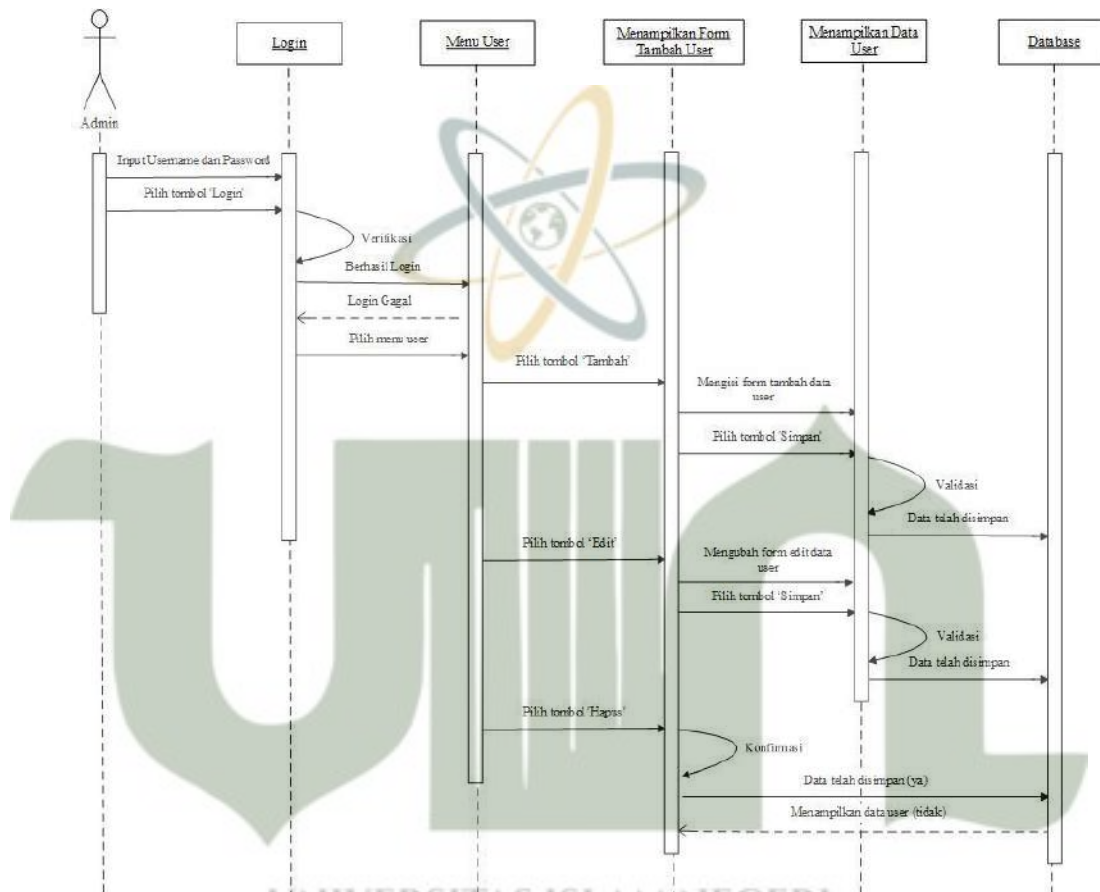 Login
Menu User
Menampilkan Form
Tambah User
Menampilkan Data
User
Database
Admin
Input Username dan Password
Pilih tombol 'Login'
Verifikasi
Berhasil Login
Login Gagal
Pilih menu user
Pilih tombol 'Tambah'
Mengisi form tambah data
user
Pilih tombol 'Simpan'
Validasi
Data telah disimpan
Pilih tombol 'Edit'
Mengubah form edit data
user
Pilih tombol 'Simpan'
Validasi
Data telah disimpan
Pilih tombol 'Hapus'
Konfirmasi
Data telah disimpan (ya)
Menampilkan data user (tidak)